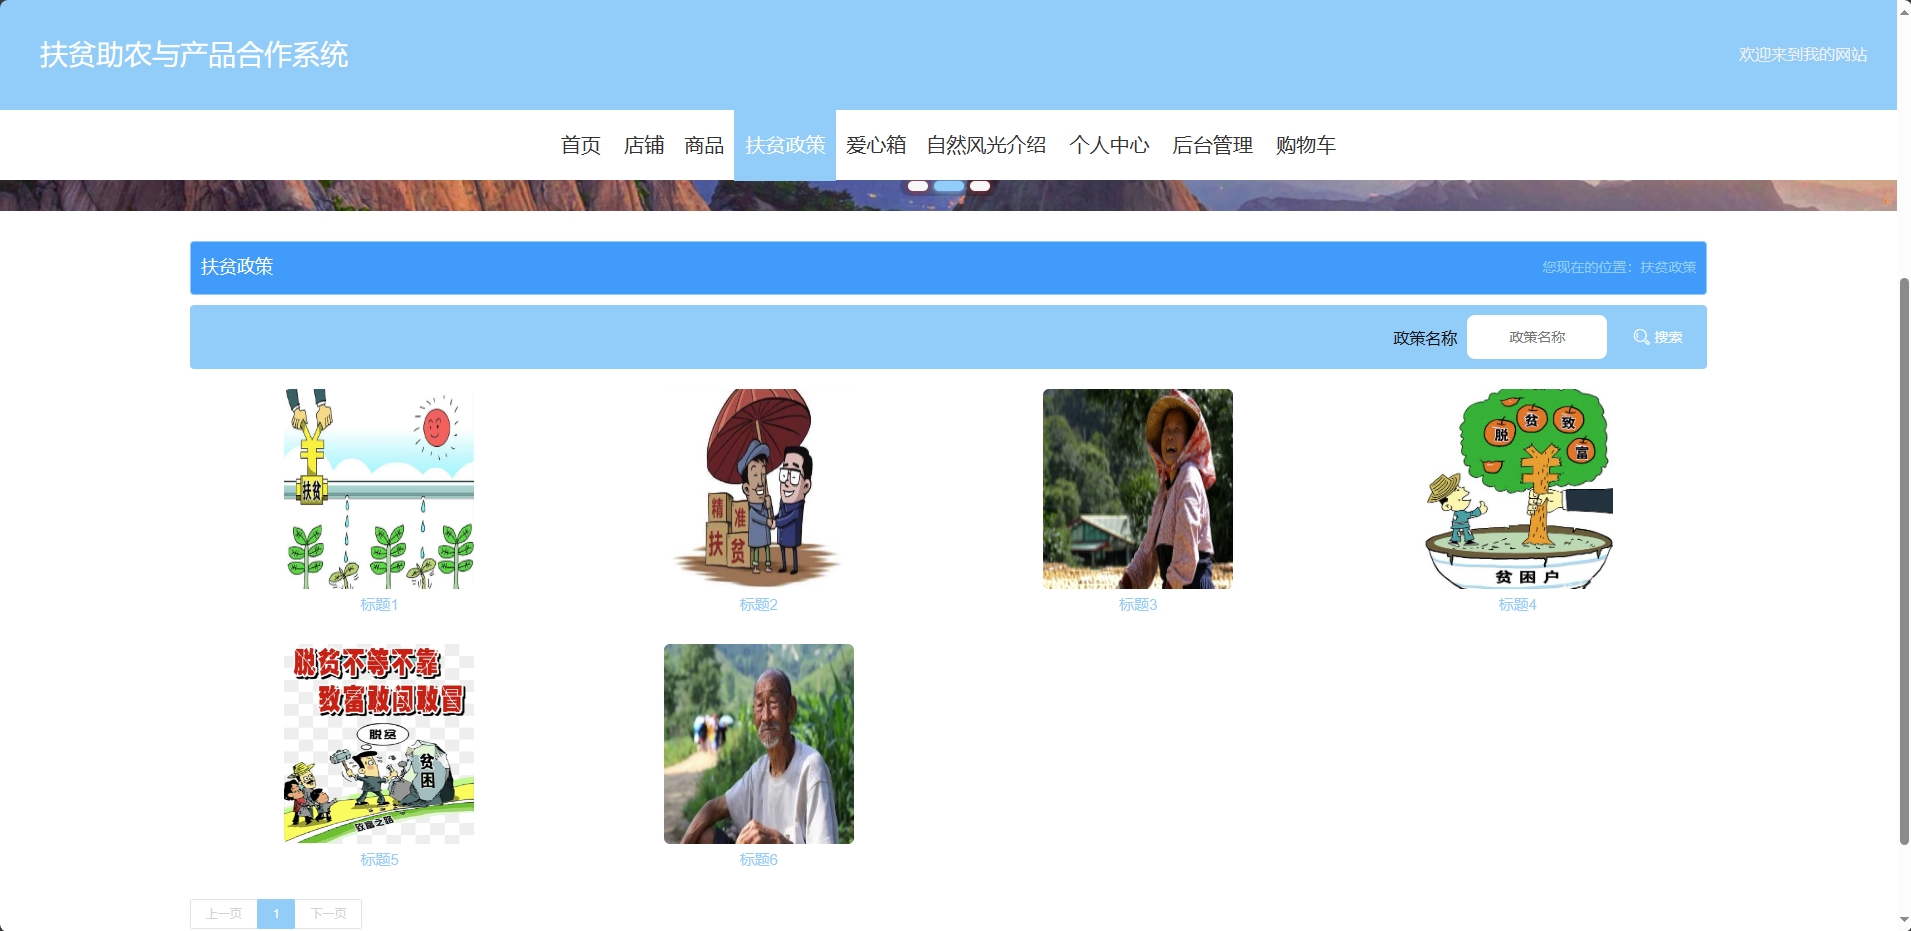 扶贫助农与产品合作系统
欢迎来到我的网站
首页 店铺 商品 扶贫政策 爱心箱 自然风光介绍 个人中心 后台管理 购物车
扶贫政策
您现在的位置：扶贫政策
政策名称 政策名称 搜索
扶贫
精准
扶贫
脱贫致富
贫困户
标题1
标题2
标题3
标题4
脱贫不等不靠
致富敢闯敢冒
脱贫
贫困
致富之路
标题5
标题6
上一页 1 下一页